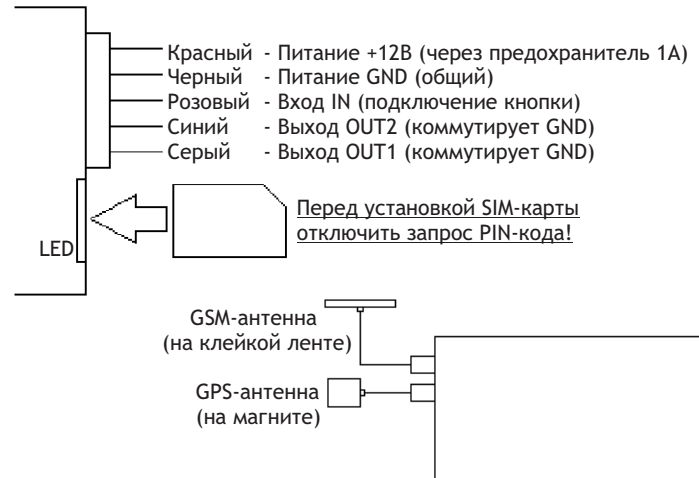 Красный - Питание +12В (через предохранитель 1А)
Черный - Питание GND (общий)
Розовый - Вход IN (подключение кнопки)
Синий - Выход OUT2 (коммутирует GND)
Серый - Выход OUT1 (коммутирует GND)
Перед установкой SIM-карты
отключить запрос PIN-кода!
LED
GSM-антенна
(на клейкой ленте)
GPS-антенна
(на магните)